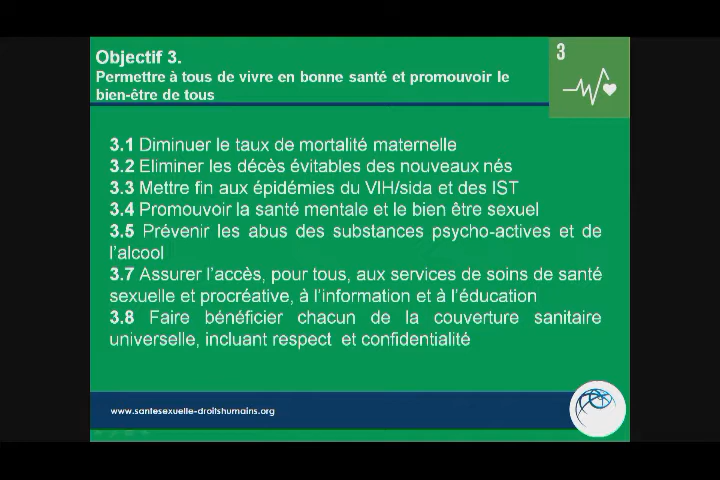 Objectif 3.
Permettre à tous de vivre en bonne santé et promouvoir le
bien-être de tous
3
3.1 Diminuer le taux de mortalité maternelle
3.2 Eliminer les décès évitables des nouveaux nés
3.3 Mettre fin aux épidémies du VIH/sida et des IST
3.4 Promouvoir la santé mentale et le bien être sexuel
3.5 Prévenir les abus des substances psycho-actives et de
l'alcool
3.7 Assurer l'accès, pour tous, aux services de soins de santé
sexuelle et procréative, à l'information et à l'éducation
3.8 Faire bénéficier chacun de la couverture sanitaire
universelle, incluant respect et confidentialité
www.santesexuelle-droitshumains.org